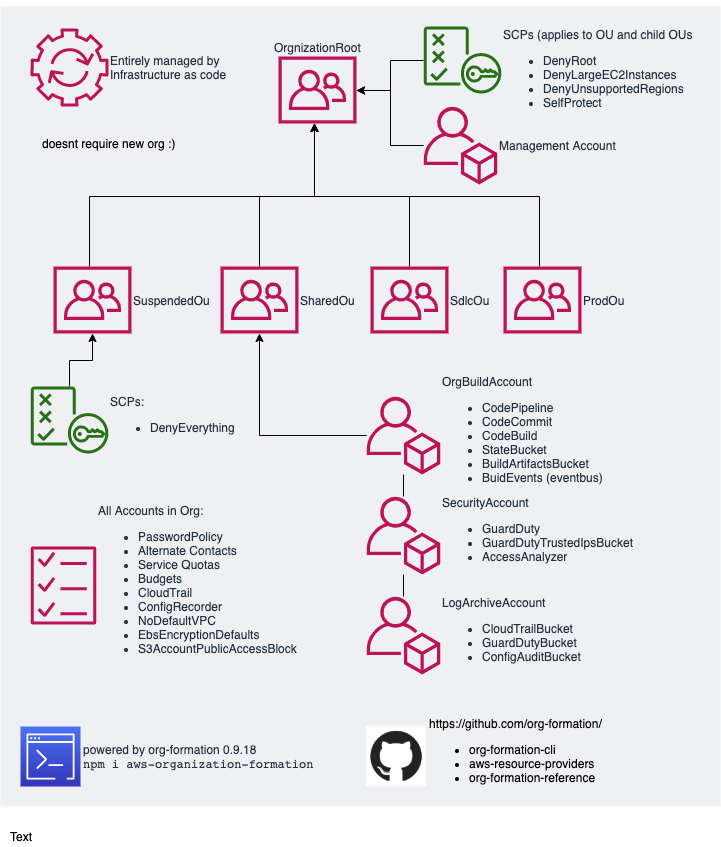 Entirely managed by
Infrastructure as code
doesnt require new org :)
OrgnizationRoot
SCPs (applies to OU and child OUs
DenyRoot
DenyLargeEC2Instances
DenyUnsupportedRegions
SelfProtect
Management Account
SuspendedOu
SharedOu
SdlcOu
ProdOu
SCPs:
DenyEverything
OrgBuildAccount
CodePipeline
CodeCommit
CodeBuild
StateBucket
BuildArtifactsBucket
BuidEvents (eventbus)
SecurityAccount
GuardDuty
GuardDutyTrustedIpsBucket
AccessAnalyzer
LogArchiveAccount
CloudTrailBucket
GuardDutyBucket
ConfigAuditBucket
All Accounts in Org:
PasswordPolicy
Alternate Contacts
Service Quotas
Budgets
CloudTrail
ConfigRecorder
NoDefaultVPC
EbsEncryptionDefaults
S3AccountPublicAccessBlock
powered by org-formation 0.9.18
npm i aws-organization-formation
https://github.com/org-formation/
org-formation-cli
aws-resource-providers
org-formation-reference
Text